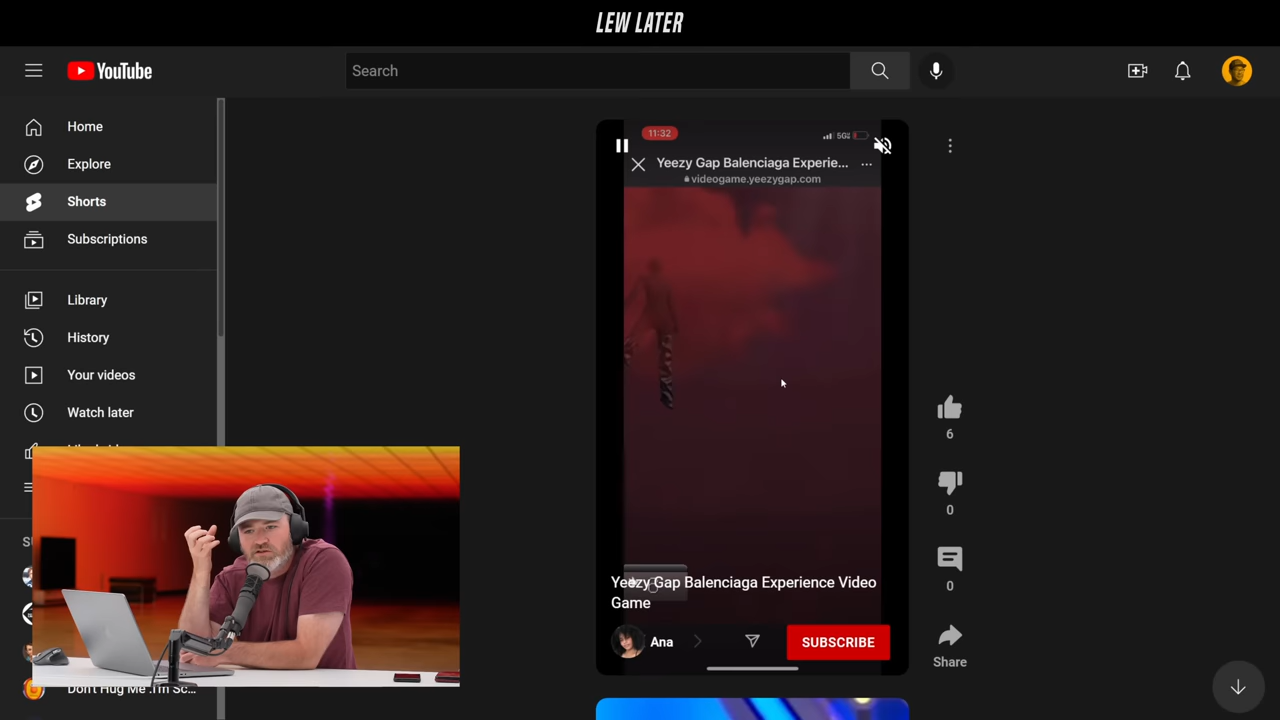 LEW LATER
YouTube
Search
Home
Explore
Shorts
Subscriptions
Library
History
Your videos
Watch later
Don't Hug Me .I'm Sc...
11:32
5G
Yeezy Gap Balenciaga Experie...
videogame.yeezygap.com
Yeezy Gap Balenciaga Experience Video
Game
Ana
SUBSCRIBE
6
0
0
Share